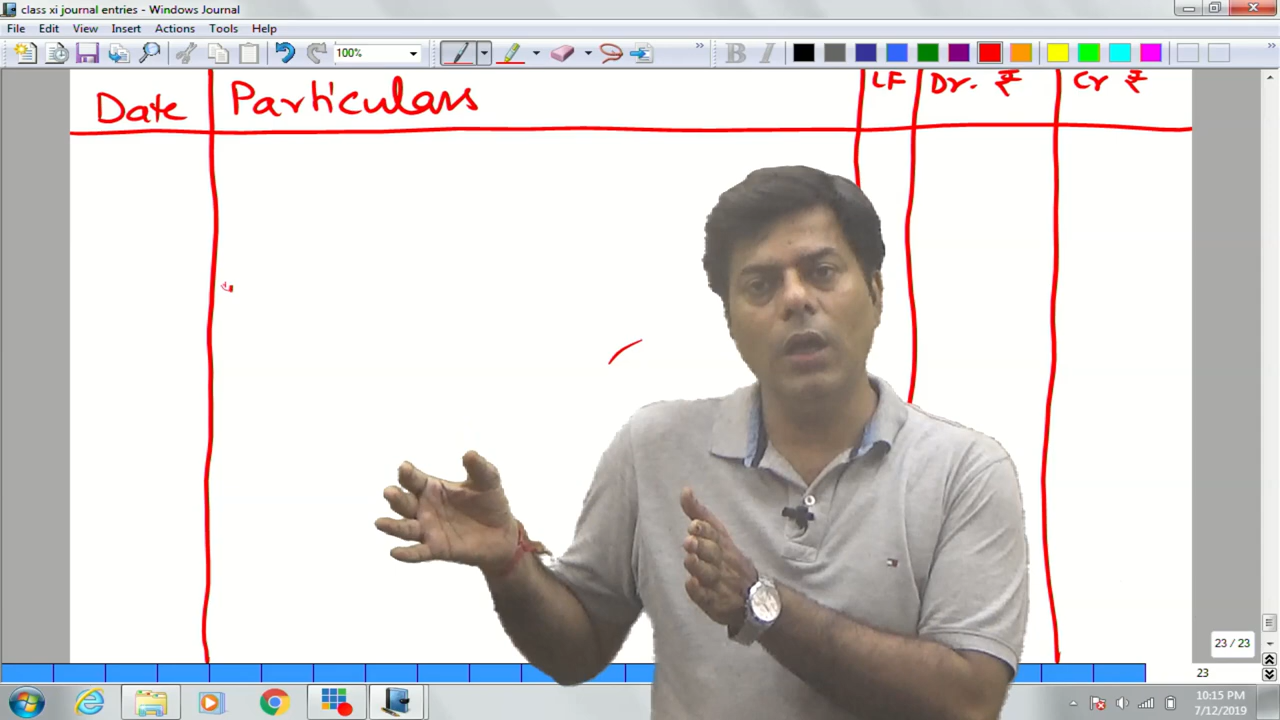 class xi journal entries - Windows Journal
File Edit View Insert Actions Tools Help
100%
B I
Date Particulars LF Dr. ₹ Cr ₹
23 / 23
23
10:15 PM
7/12/2019